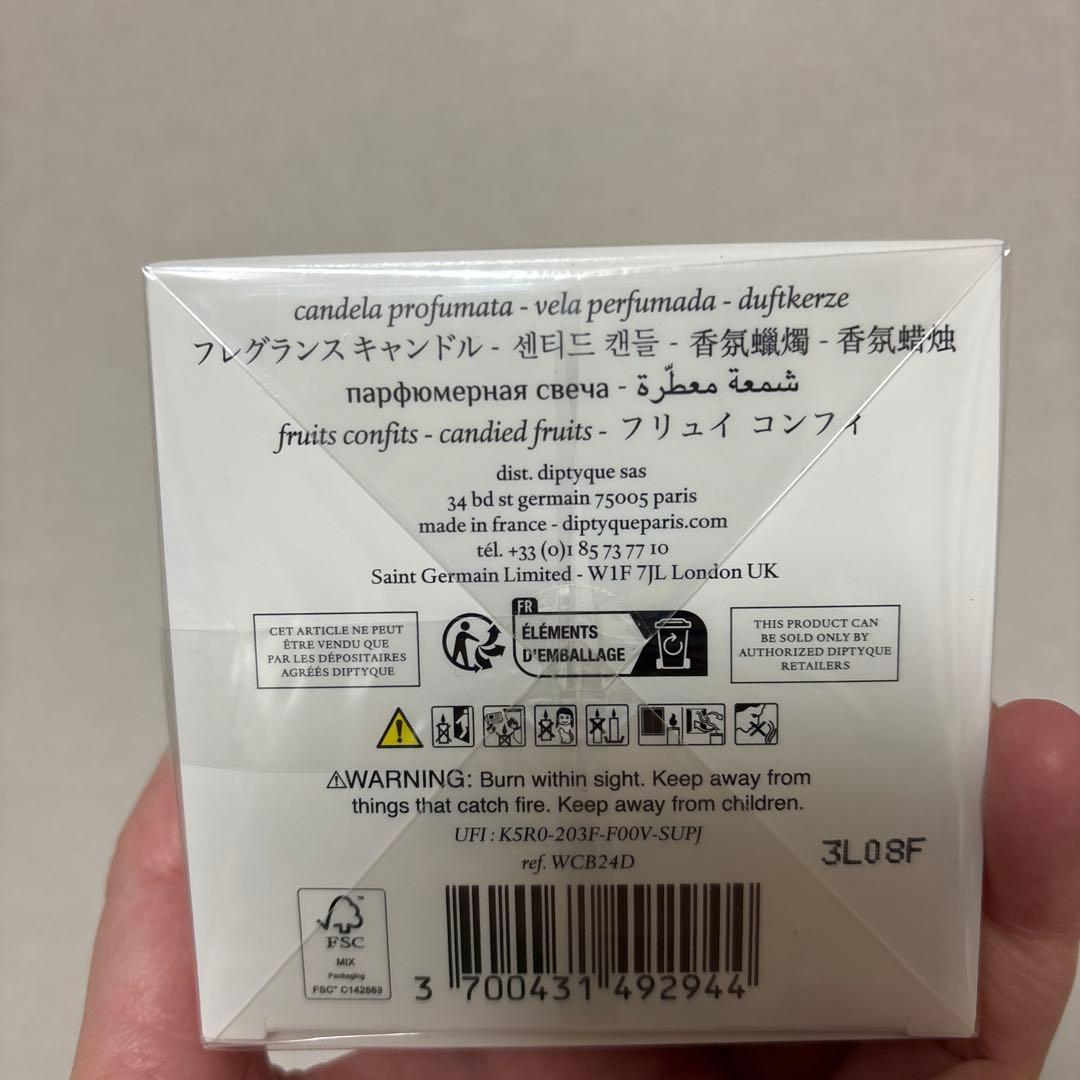 candela profumata - vela perfumada - duftkerze
フレグランスキャンドル - 센티드 캔들 - 香氛蠟燭 - 香氛蜡烛
парфюмерная свеча - شمعة معطّرة
fruits confits - candied fruits - フリュイ コンフィ
dist. diptyque sas
34 bd st germain 75005 paris
made in france - diptyqueparis.com
tél. +33 (0)1 85 73 77 10
Saint Germain Limited - W1F 7JL London UK
CET ARTICLE NE PEUT
ÊTRE VENDU QUE
PAR LES DÉPOSITAIRES
AGRÉÉS DIPTYQUE
FR
ÉLÉMENTS
D'EMBALLAGE
THIS PRODUCT CAN
BE SOLD ONLY BY
AUTHORIZED DIPTYQUE
RETAILERS
⚠WARNING: Burn within sight. Keep away from
things that catch fire. Keep away from children.
UFI : K5R0-203F-F00V-SUPJ
ref. WCB24D
3L08F
FSC
MIX
Packaging
FSC™ C142563
3 700431 492944